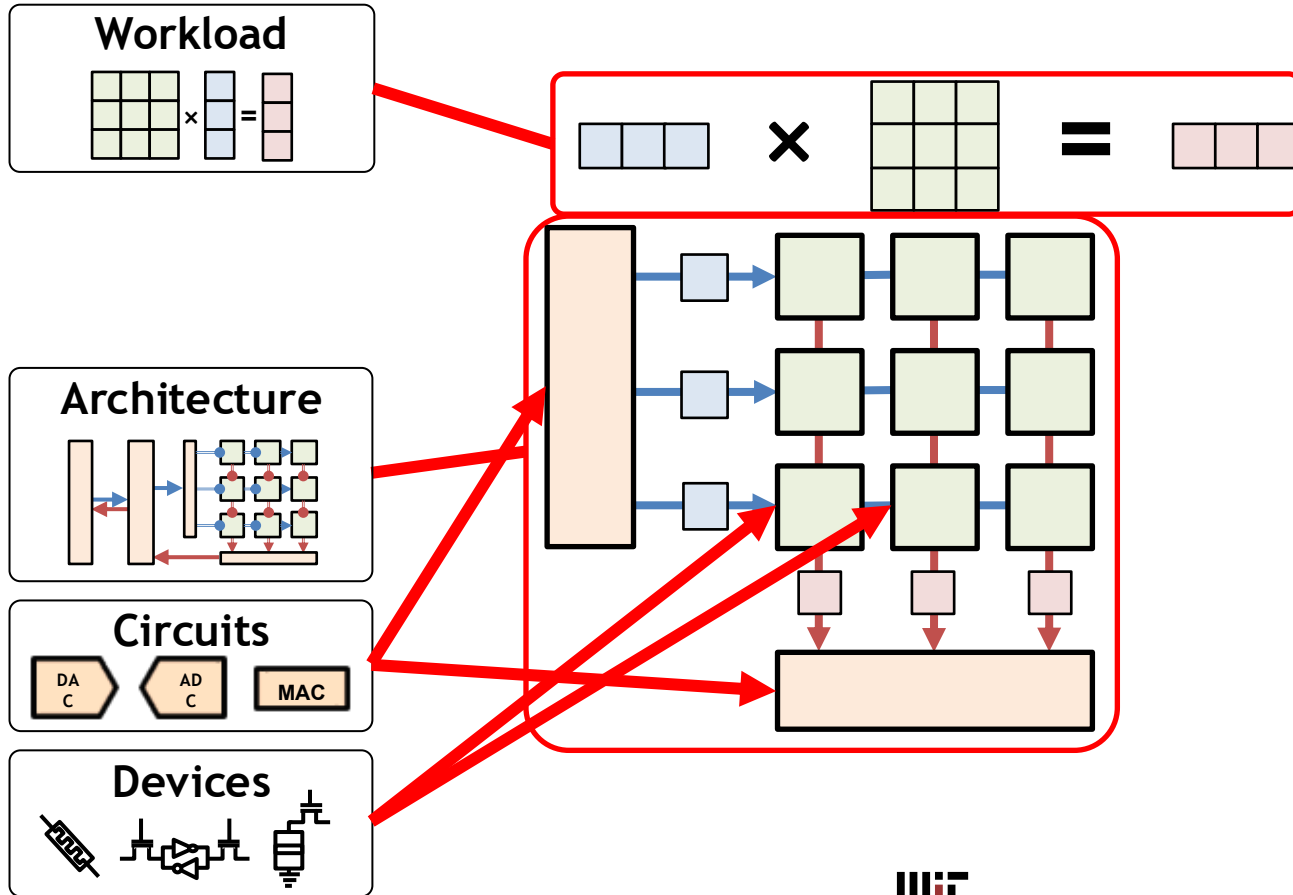 Workload
× =
× =
Architecture
Circuits
DA
C
AD
C
MAC
Devices